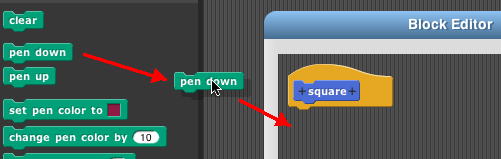 clear
pen down
pen up
set pen color to
change pen color by 10
pen down
Block Editor
+ square +